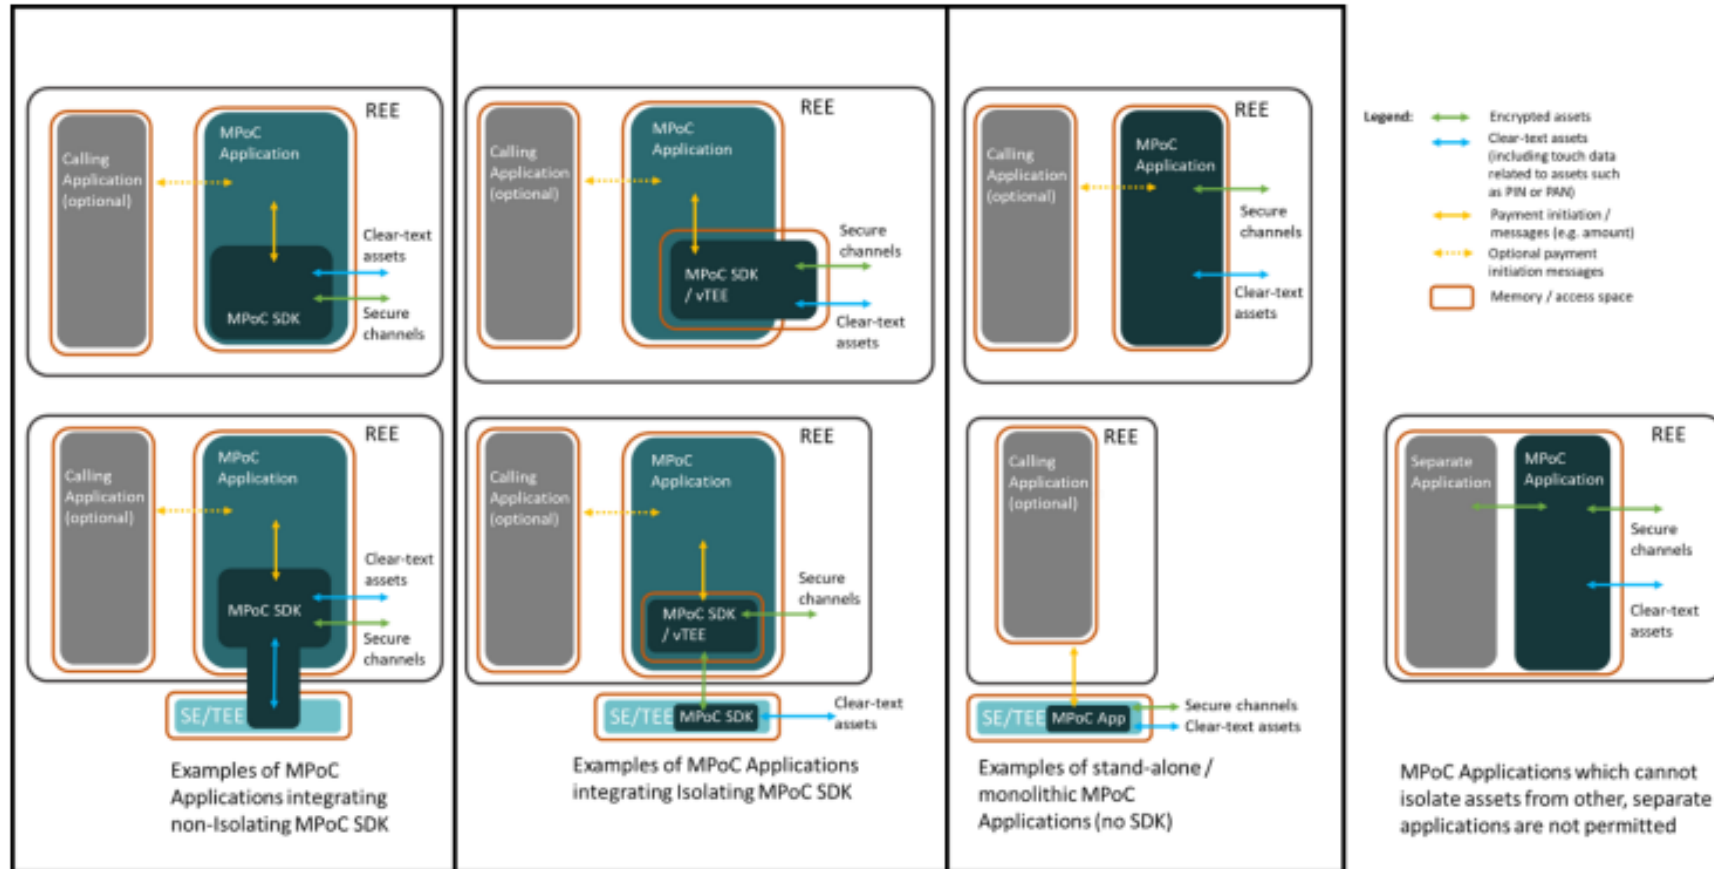 REE
Calling
Application
(optional)
MPoC
Application
MPoC SDK
Clear-text
assets
Secure
channels
REE
Calling
Application
(optional)
MPoC
Application
MPoC SDK
/ vTEE
Secure
channels
Clear-text
assets
REE
Calling
Application
(optional)
MPoC
Application
Secure
channels
Clear-text
assets
Legend:
Encrypted assets
Clear-text assets
(including touch data
related to assets such
as PIN or PAN)
Payment initiation /
messages (e.g. amount)
Optional payment
initiation messages
Memory / access space
REE
Calling
Application
(optional)
MPoC
Application
MPoC SDK
Clear-text
assets
Secure
channels
SE/TEE
Examples of MPoC
Applications integrating
non-Isolating MPoC SDK
REE
Calling
Application
(optional)
MPoC
Application
MPoC SDK
/ vTEE
Secure
channels
SE/TEE
MPoC SDK
Clear-text
assets
Examples of MPoC Applications
integrating Isolating MPoC SDK
REE
Calling
Application
(optional)
SE/TEE
MPoC App
Secure channels
Clear-text assets
Examples of stand-alone /
monolithic MPoC
Applications (no SDK)
REE
Separate
Application
MPoC
Application
Secure
channels
Clear-text
assets
MPoC Applications which cannot
isolate assets from other, separate
applications are not permitted